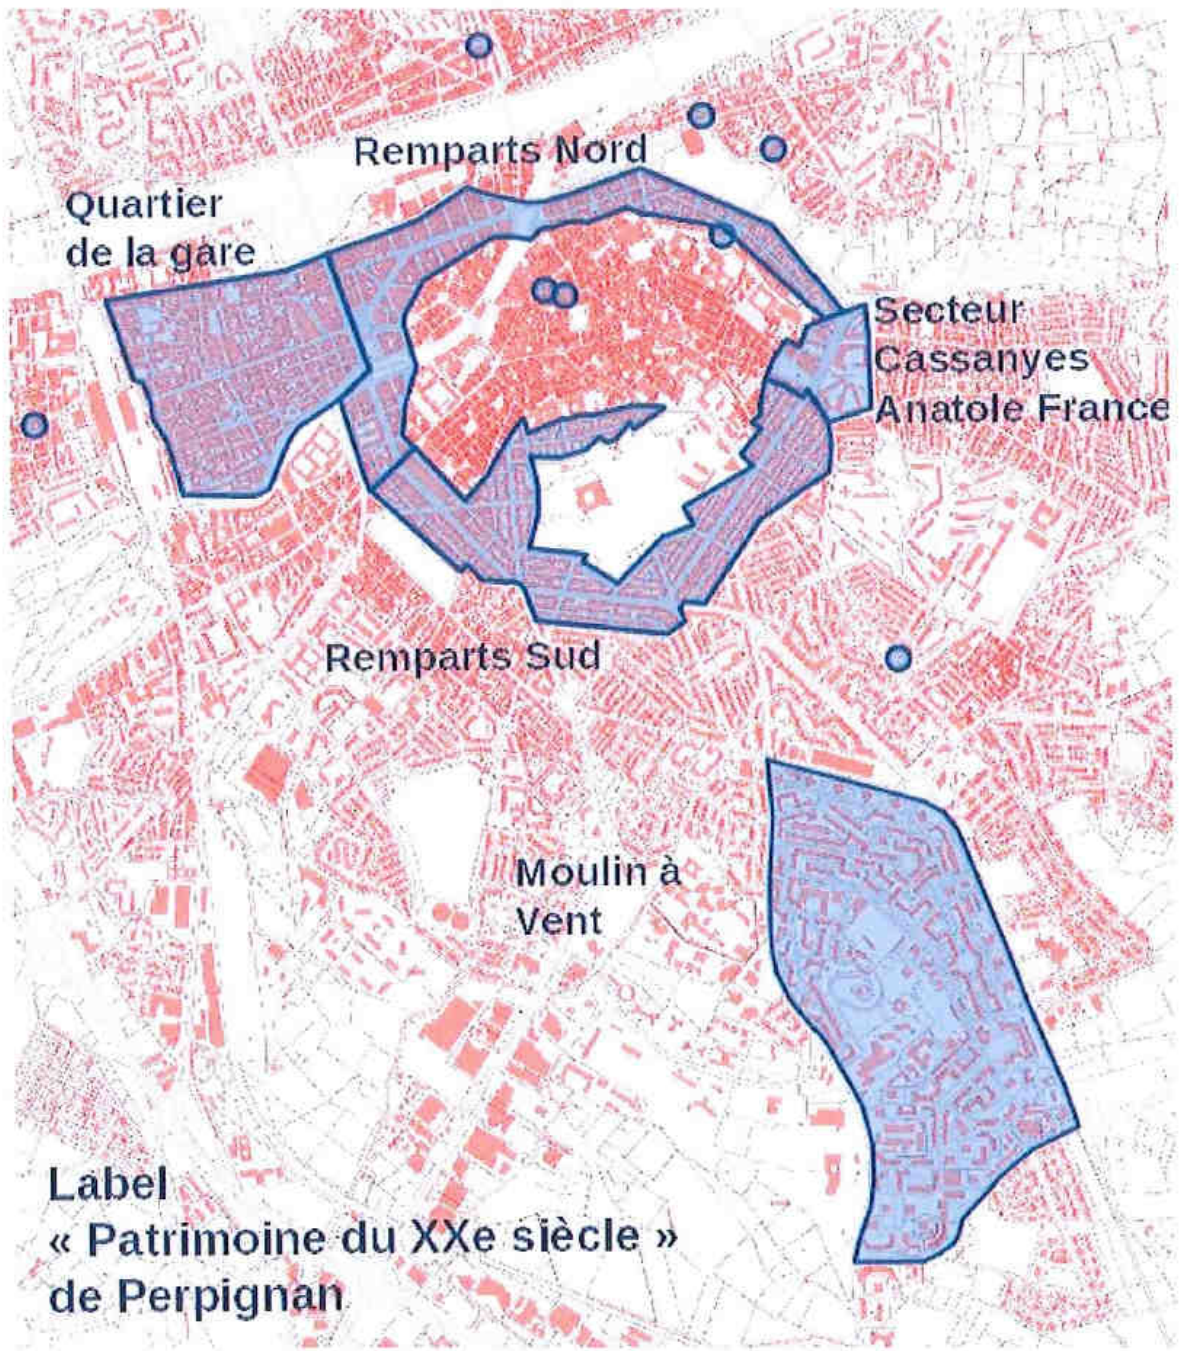 Remparts Nord
Quartier
de la gare
Secteur
Cassanyes
Anatole France
Remparts Sud
Moulin à
Vent
Label
« Patrimoine du XXe siècle »
de Perpignan